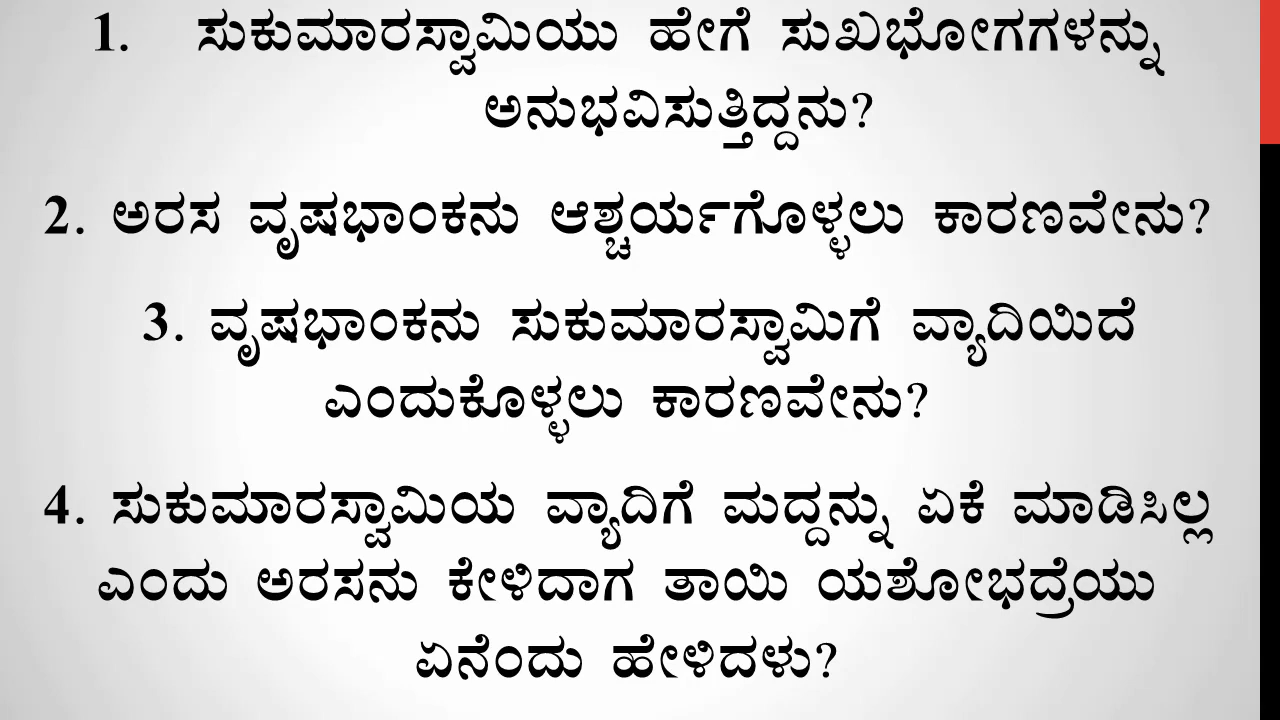 1. ಸುಕುಮಾರಸ್ವಾಮಿಯು ಹೇಗೆ ಸುಖಭೋಗಗಳನ್ನು
ಅನುಭವಿಸುತ್ತಿದ್ದನು?
2. ಅರಸ ವೃಷಭಾಂಕನು ಆಶ್ಚರ್ಯಗೊಳ್ಳಲು ಕಾರಣವೇನು?
3. ವೃಷಭಾಂಕನು ಸುಕುಮಾರಸ್ವಾಮಿಗೆ ವ್ಯಾದಿಯಿದೆ
ಎಂದುಕೊಳ್ಳಲು ಕಾರಣವೇನು?
4. ಸುಕುಮಾರಸ್ವಾಮಿಯ ವ್ಯಾದಿಗೆ ಮದ್ದನ್ನು ಏಕೆ ಮಾಡಿಸಿಲ್ಲ
ಎಂದು ಅರಸನು ಕೇಳಿದಾಗ ತಾಯಿ ಯಶೋಭದ್ರೆಯು
ಏನೆಂದು ಹೇಳಿದಳು?